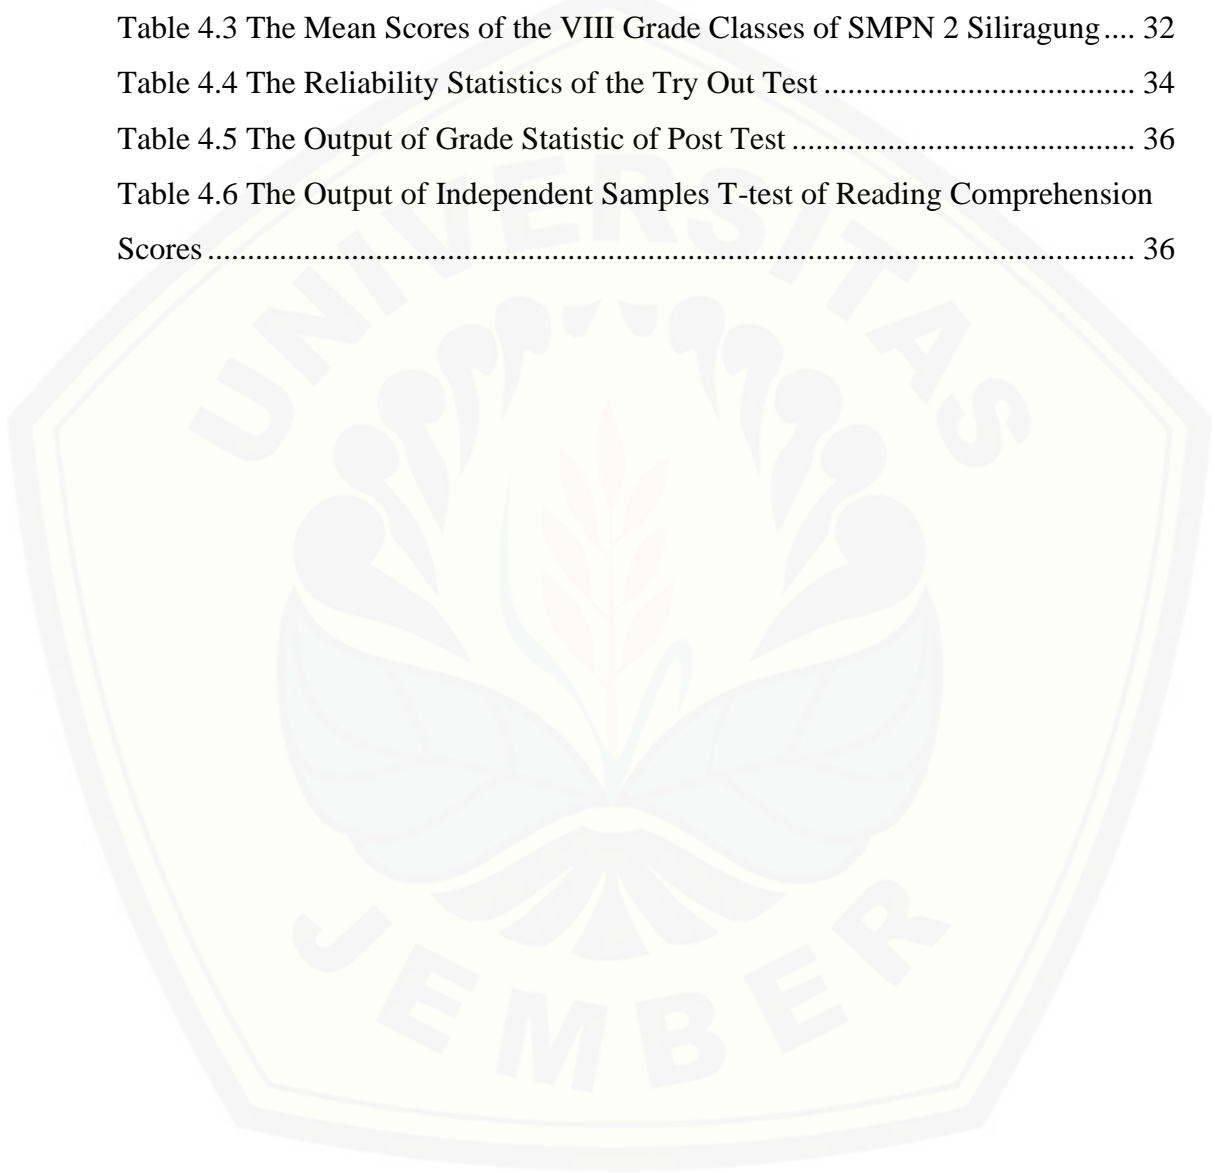 Table 4.3 The Mean Scores of the VIII Grade Classes of SMPN 2 Siliragung.... 32
Table 4.4 The Reliability Statistics of the Try Out Test ...................................... 34
Table 4.5 The Output of Grade Statistic of Post Test .......................................... 36
Table 4.6 The Output of Independent Samples T-test of Reading Comprehension
Scores ................................................................................................................. 36
UNIVERSITAS
JEMBER